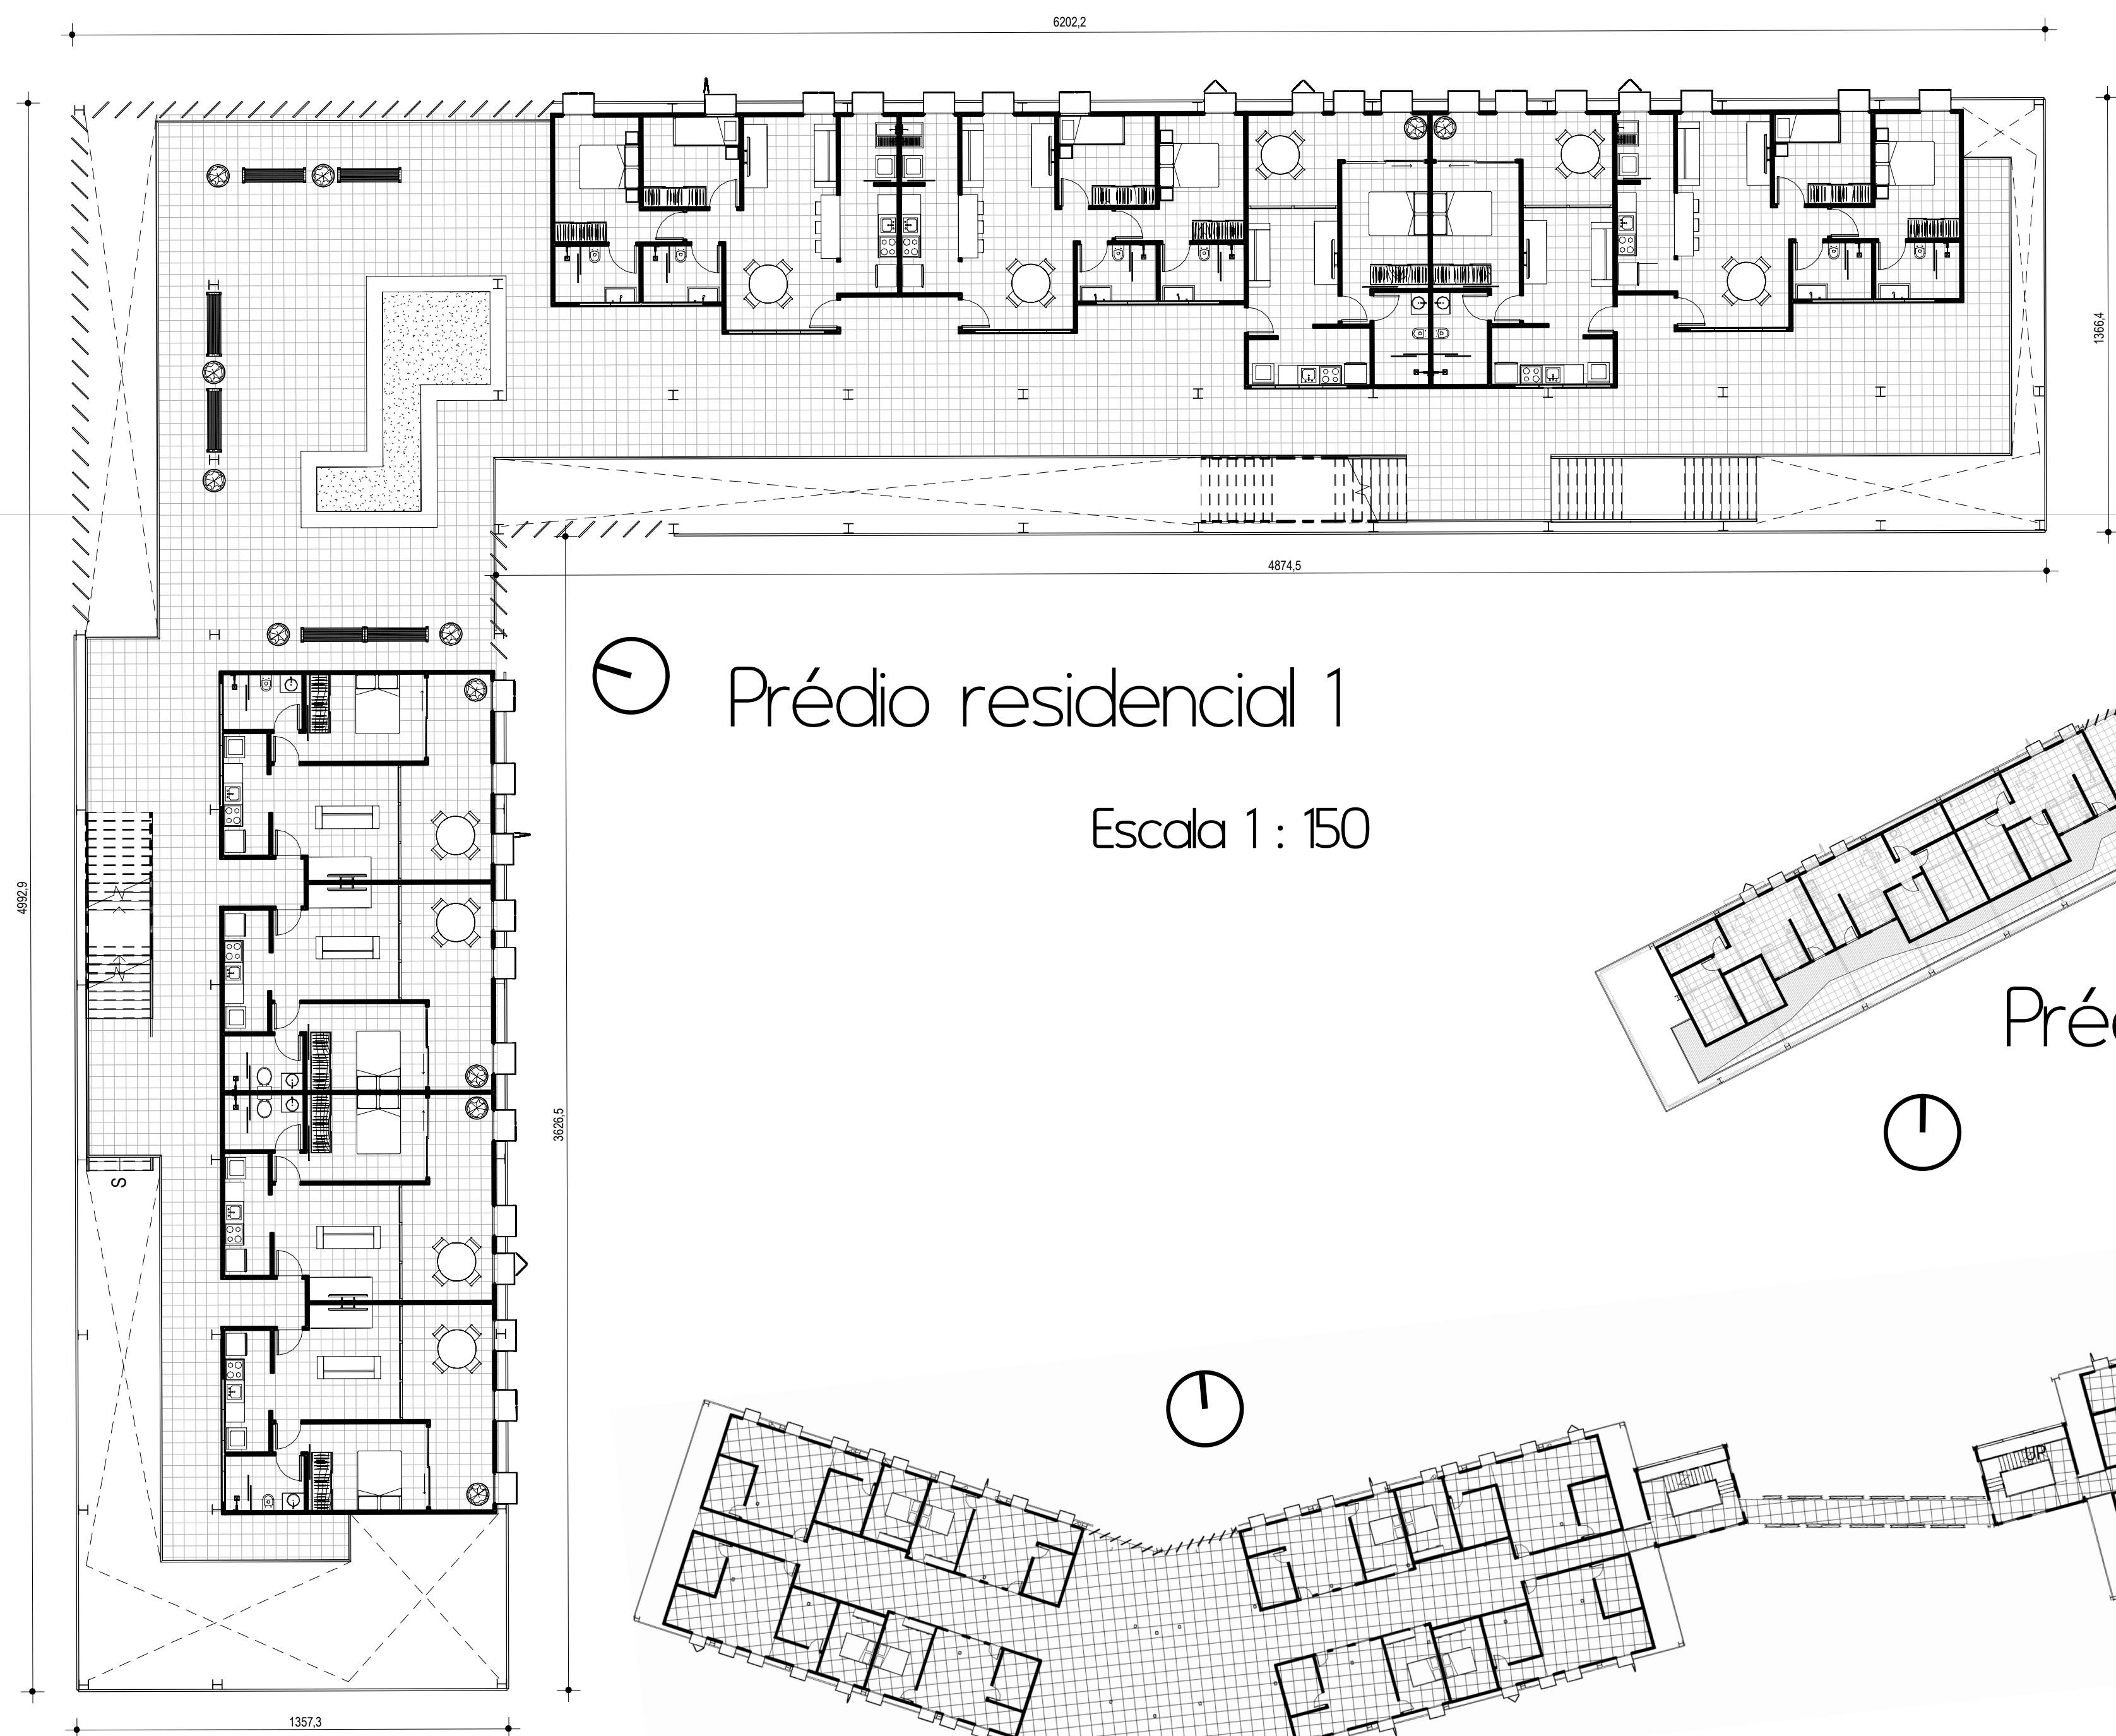 6202,2
1366,4
4874,5
Prédio residencial 1
Escala 1 : 150
4992,9
3626,5
Pré
S
UP
1357,3